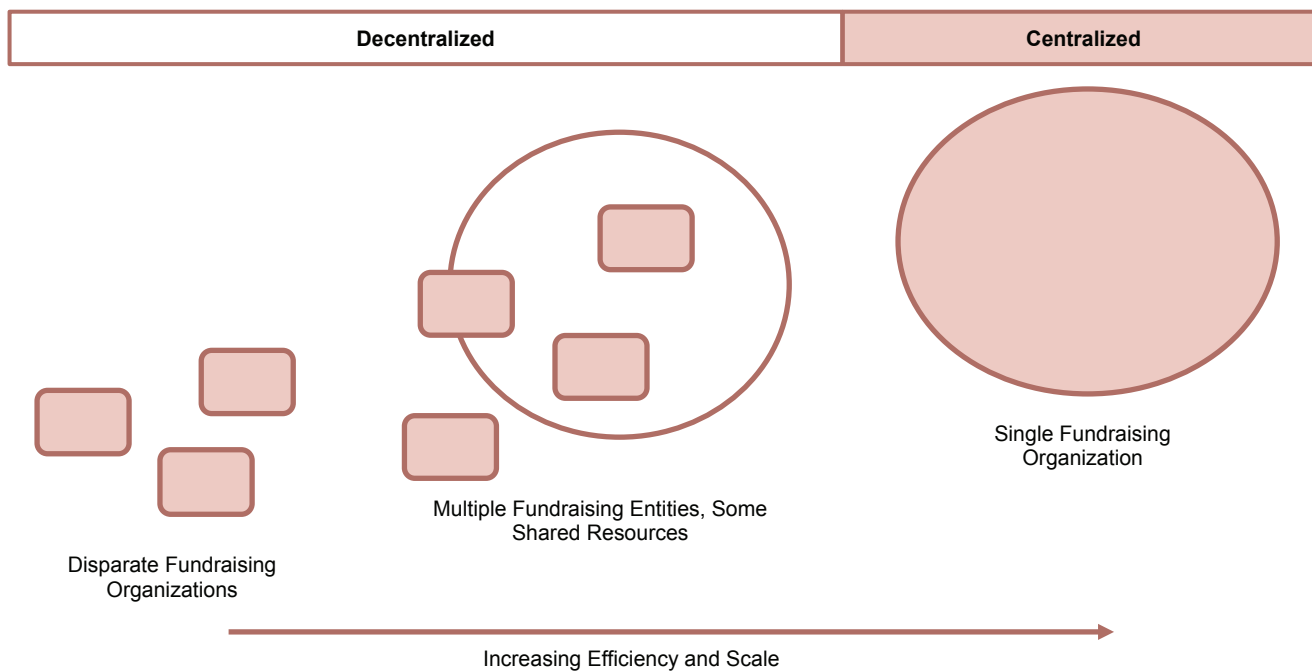 Decentralized
Centralized
Single Fundraising
Organization
Multiple Fundraising Entities, Some
Shared Resources
Disparate Fundraising
Organizations
Increasing Efficiency and Scale